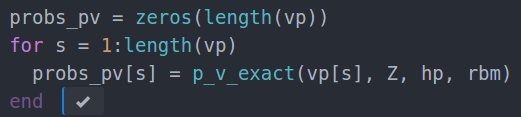 probs_pv = zeros(length(vp))
for s = 1:length(vp)
  probs_pv[s] = p_v_exact(vp[s], Z, hp, rbm)
end ✓